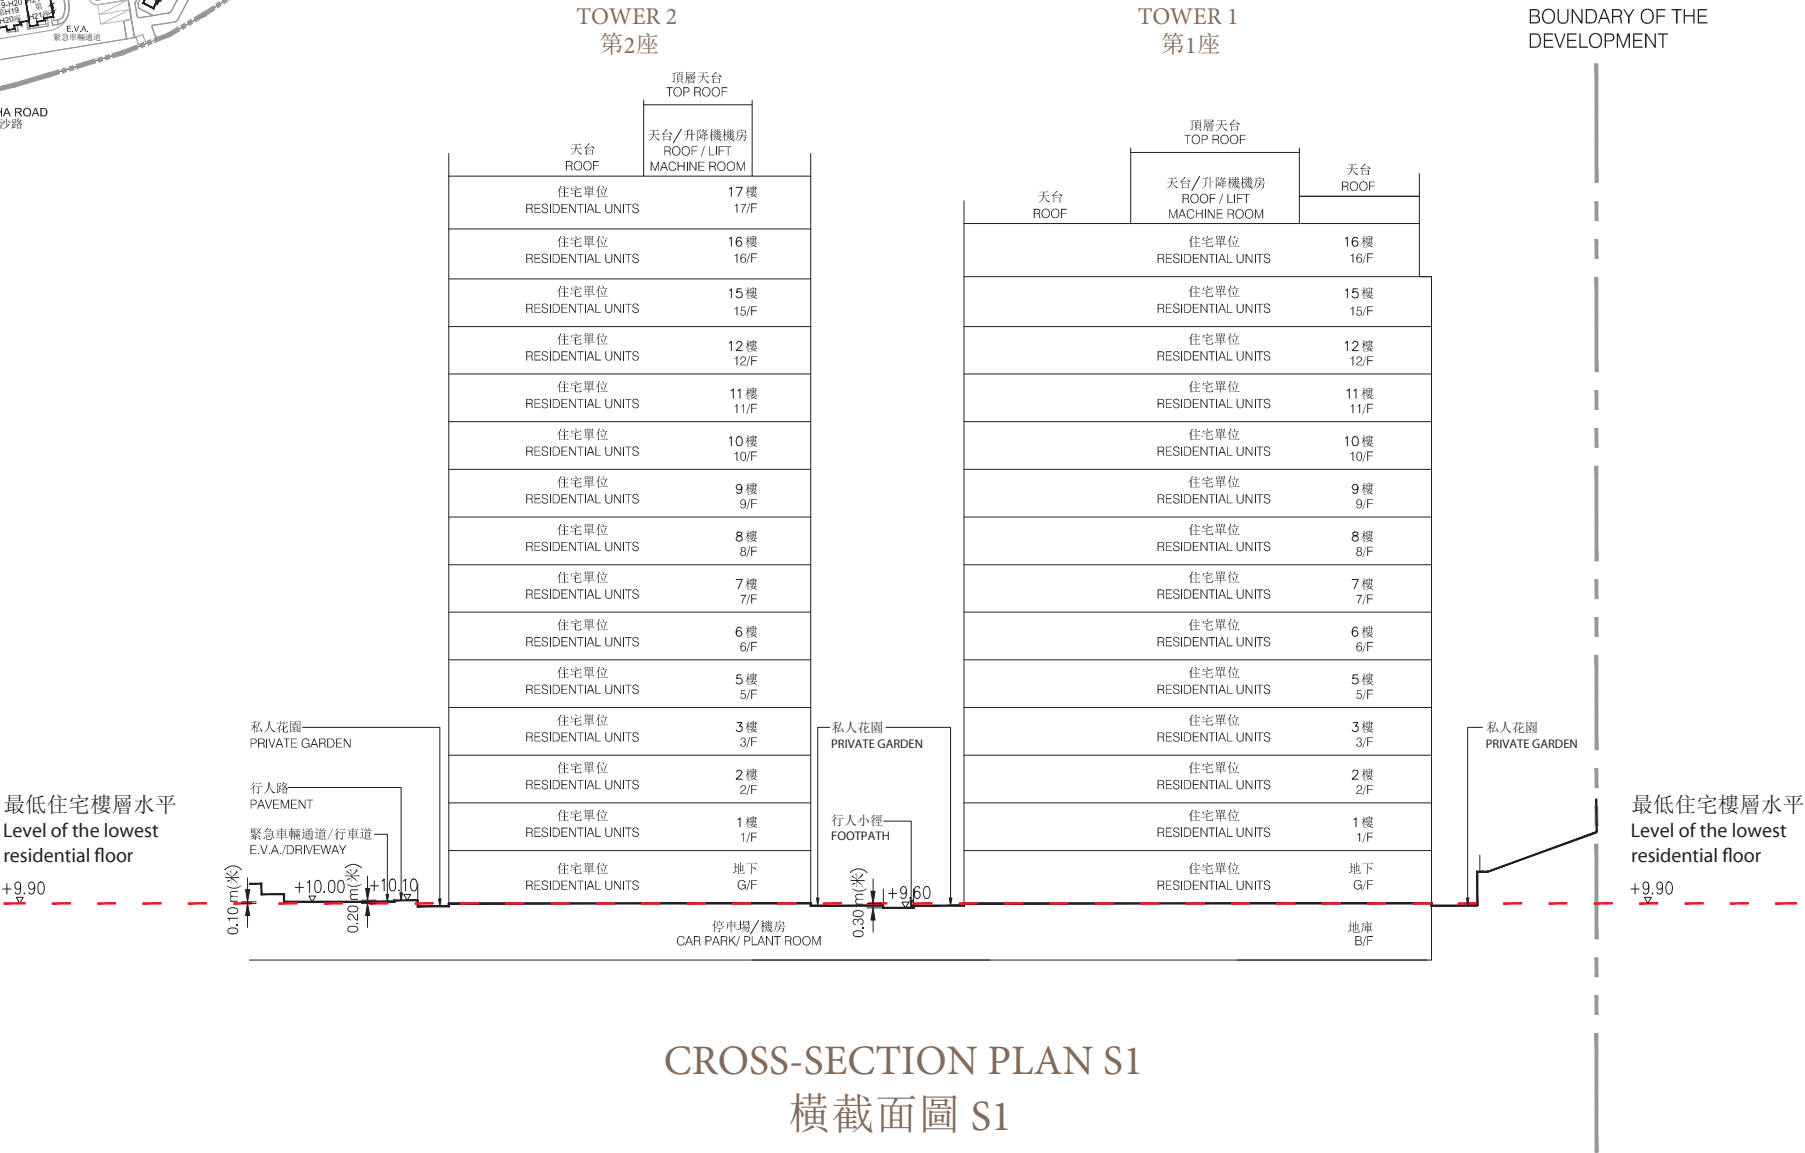 9-H20
H19
H20座
第
H21座
E.V.A.
緊急車輛通道
HA ROAD
沙路
TOWER 2
第2座
TOWER 1
第1座
BOUNDARY OF THE
DEVELOPMENT
頂層天台
TOP ROOF
天台/升降機機房
ROOF / LIFT
MACHINE ROOM
天台
ROOF
住宅單位 17樓
RESIDENTIAL UNITS 17/F
住宅單位 16樓
RESIDENTIAL UNITS 16/F
住宅單位 15樓
RESIDENTIAL UNITS 15/F
住宅單位 12樓
RESIDENTIAL UNITS 12/F
住宅單位 11樓
RESIDENTIAL UNITS 11/F
住宅單位 10樓
RESIDENTIAL UNITS 10/F
住宅單位 9樓
RESIDENTIAL UNITS 9/F
住宅單位 8樓
RESIDENTIAL UNITS 8/F
住宅單位 7樓
RESIDENTIAL UNITS 7/F
住宅單位 6樓
RESIDENTIAL UNITS 6/F
住宅單位 5樓
RESIDENTIAL UNITS 5/F
住宅單位 3樓
RESIDENTIAL UNITS 3/F
住宅單位 2樓
RESIDENTIAL UNITS 2/F
住宅單位 1樓
RESIDENTIAL UNITS 1/F
住宅單位 地下
RESIDENTIAL UNITS G/F
頂層天台
TOP ROOF
天台/升降機機房
ROOF / LIFT
MACHINE ROOM
天台
ROOF
天台
ROOF
住宅單位 16樓
RESIDENTIAL UNITS 16/F
住宅單位 15樓
RESIDENTIAL UNITS 15/F
住宅單位 12樓
RESIDENTIAL UNITS 12/F
住宅單位 11樓
RESIDENTIAL UNITS 11/F
住宅單位 10樓
RESIDENTIAL UNITS 10/F
住宅單位 9樓
RESIDENTIAL UNITS 9/F
住宅單位 8樓
RESIDENTIAL UNITS 8/F
住宅單位 7樓
RESIDENTIAL UNITS 7/F
住宅單位 6樓
RESIDENTIAL UNITS 6/F
住宅單位 5樓
RESIDENTIAL UNITS 5/F
住宅單位 3樓
RESIDENTIAL UNITS 3/F
住宅單位 2樓
RESIDENTIAL UNITS 2/F
住宅單位 1樓
RESIDENTIAL UNITS 1/F
住宅單位 地下
RESIDENTIAL UNITS G/F
停車場/機房 地庫
CAR PARK/ PLANT ROOM B/F
私人花園
PRIVATE GARDEN
行人路
PAVEMENT
緊急車輛通道/行車道
E.V.A./DRIVEWAY
最低住宅樓層水平
Level of the lowest
residential floor
+9.90
0.10 m(米)
+10.00
0.20 m(米)
+10.10
私人花園
PRIVATE GARDEN
行人小徑
FOOTPATH
0.30 m(米)
+9.60
私人花園
PRIVATE GARDEN
最低住宅樓層水平
Level of the lowest
residential floor
+9.90
CROSS-SECTION PLAN S1
橫截面圖 S1